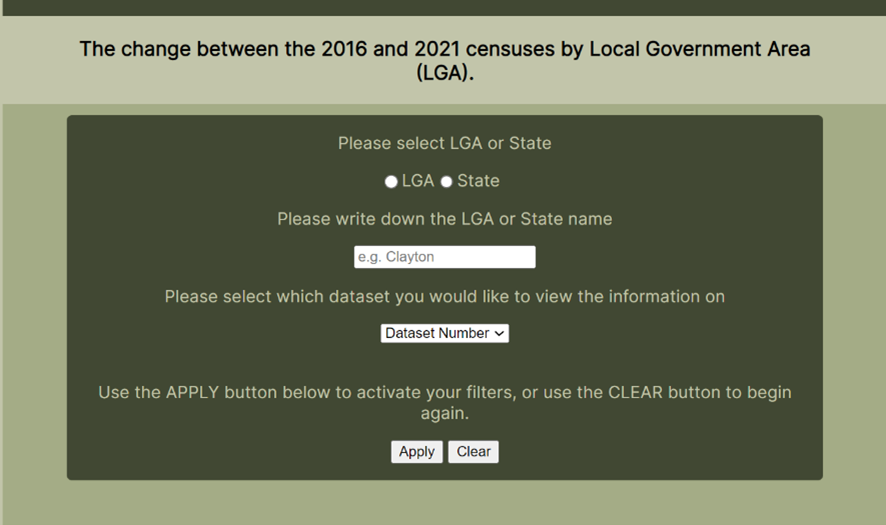 The change between the 2016 and 2021 censuses by Local Government Area
(LGA).
Please select LGA or State
LGA State
Please write down the LGA or State name
e.g. Clayton
Please select which dataset you would like to view the information on
Dataset Number
Use the APPLY button below to activate your filters, or use the CLEAR button to begin
again.
Apply Clear